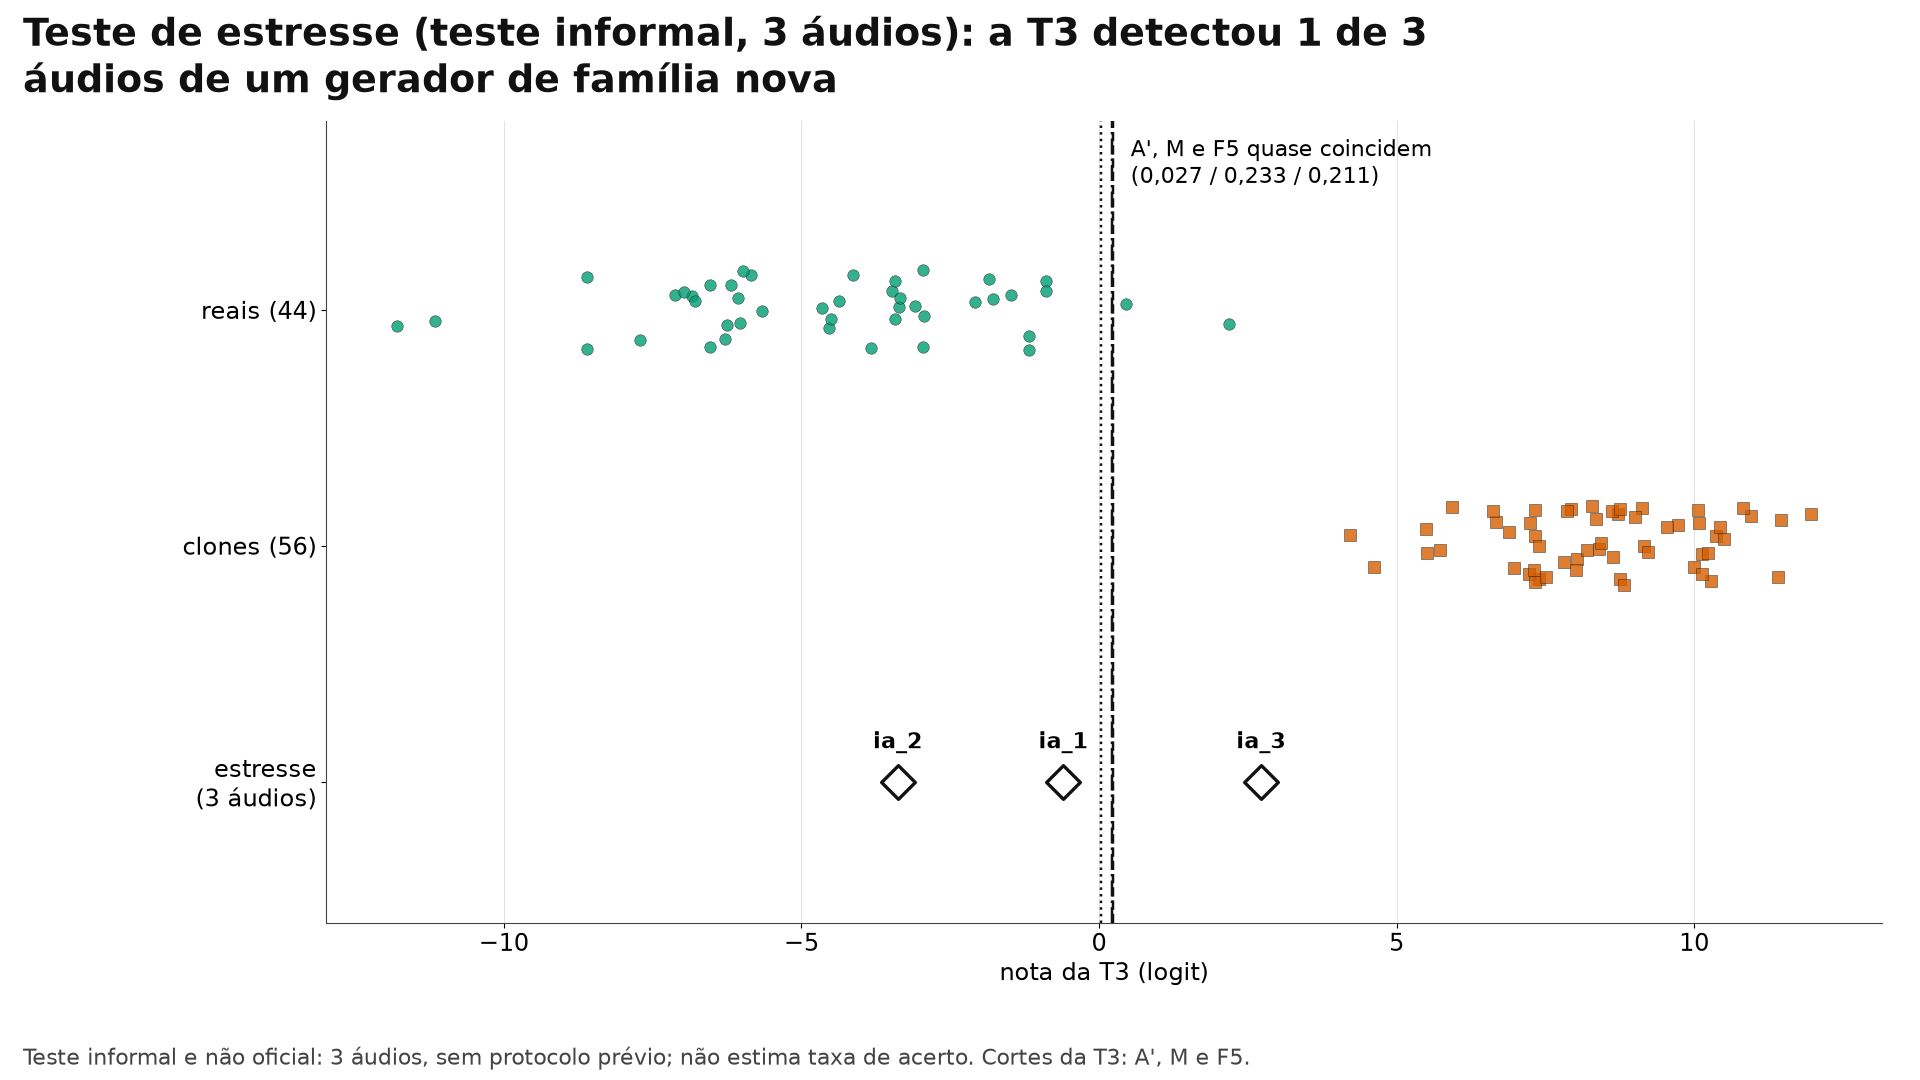 Teste de estresse (teste informal, 3 áudios): a T3 detectou 1 de 3
áudios de um gerador de família nova
A', M e F5 quase coincidem
(0,027 / 0,233 / 0,211)
reais (44)
clones (56)
ia_2
ia_1
ia_3
estresse
(3 áudios)
−10
−5
0
5
10
nota da T3 (logit)
Teste informal e não oficial: 3 áudios, sem protocolo prévio; não estima taxa de acerto. Cortes da T3: A', M e F5.